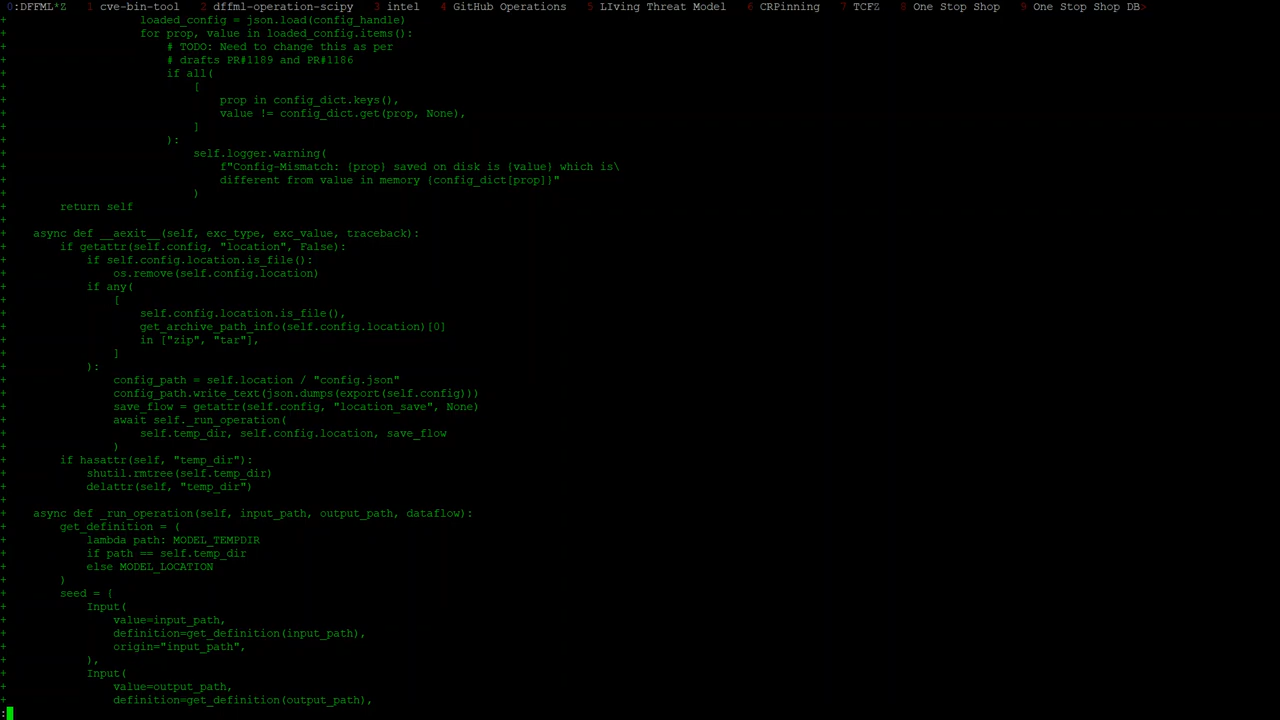 0:DFFML*Z  1 cve-bin-tool  2 dffml-operation-scipy  3 intel  4 GitHub Operations  5 LIving Threat Model  6 CRPinning  7 TCFZ  8 One Stop Shop  9 One Stop Shop DB>
+                    loaded_config = json.load(config_handle)
+                    for prop, value in loaded_config.items():
+                        # TODO: Need to change this as per
+                        # drafts PR#1189 and PR#1186
+                        if all(
+                            [
+                                prop in config_dict.keys(),
+                                value != config_dict.get(prop, None),
+                            ]
+                        ):
+                            self.logger.warning(
+                                f"Config-Mismatch: {prop} saved on disk is {value} which is\
+                                different from value in memory {config_dict[prop]}"
+                            )
+        return self
+
+    async def __aexit__(self, exc_type, exc_value, traceback):
+        if getattr(self.config, "location", False):
+            if self.config.location.is_file():
+                os.remove(self.config.location)
+            if any(
+                [
+                    self.config.location.is_file(),
+                    get_archive_path_info(self.config.location)[0]
+                    in ["zip", "tar"],
+                ]
+            ):
+                config_path = self.location / "config.json"
+                config_path.write_text(json.dumps(export(self.config)))
+                save_flow = getattr(self.config, "location_save", None)
+                await self._run_operation(
+                    self.temp_dir, self.config.location, save_flow
+                )
+        if hasattr(self, "temp_dir"):
+            shutil.rmtree(self.temp_dir)
+            delattr(self, "temp_dir")
+
+    async def _run_operation(self, input_path, output_path, dataflow):
+        get_definition = (
+            lambda path: MODEL_TEMPDIR
+            if path == self.temp_dir
+            else MODEL_LOCATION
+        )
+        seed = [
+            Input(
+                value=input_path,
+                definition=get_definition(input_path),
+                origin="input_path",
+            ),
+            Input(
+                value=output_path,
+                definition=get_definition(output_path),
: